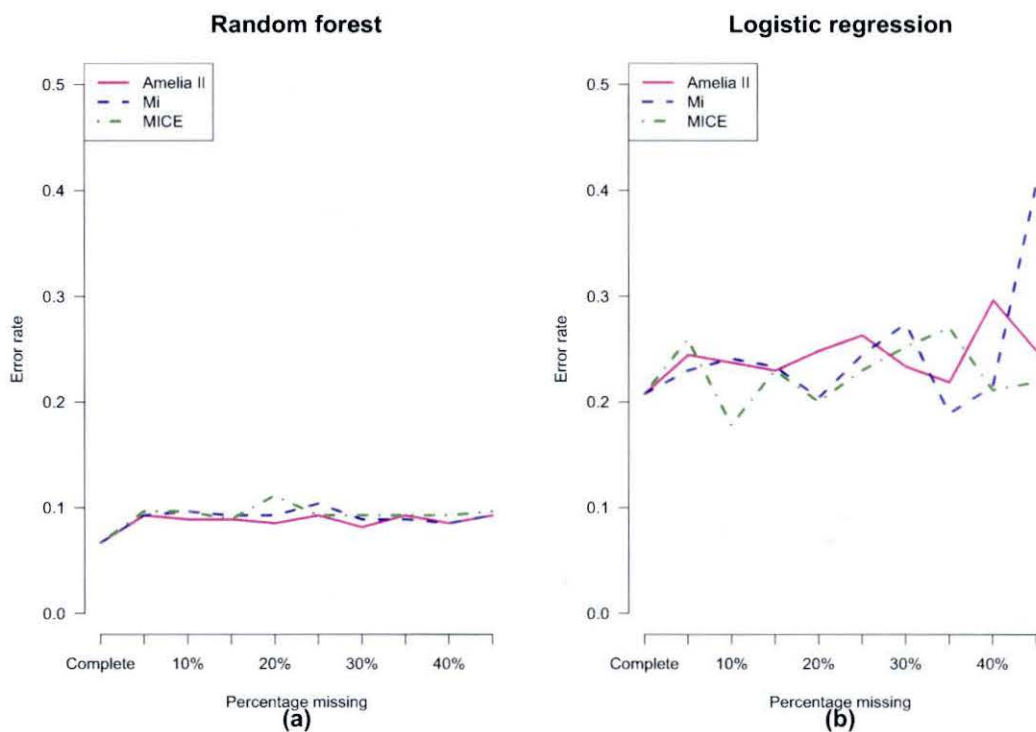 Random forest
Amelia II
Mi
MICE
0.5
0.4
0.3
0.2
0.1
0.0
Error rate
Complete 10% 20% 30% 40%
Percentage missing
(a)
Logistic regression
Amelia II
Mi
MICE
0.5
0.4
0.3
0.2
0.1
0.0
Error rate
Complete 10% 20% 30% 40%
Percentage missing
(b)